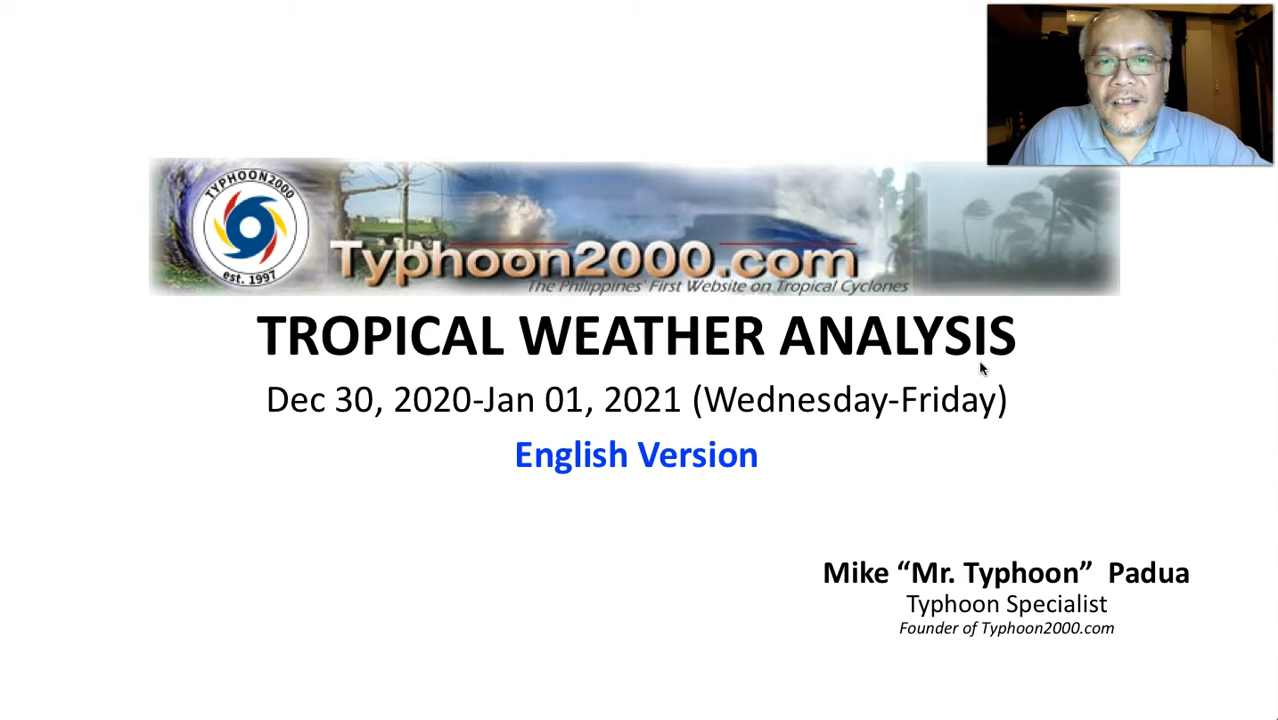 TYPHOON2000
est. 1997
Typhoon2000.com
The Philippines' First Website on Tropical Cyclones
TROPICAL WEATHER ANALYSIS
Dec 30, 2020-Jan 01, 2021 (Wednesday-Friday)
English Version
Mike “Mr. Typhoon” Padua
Typhoon Specialist
Founder of Typhoon2000.com